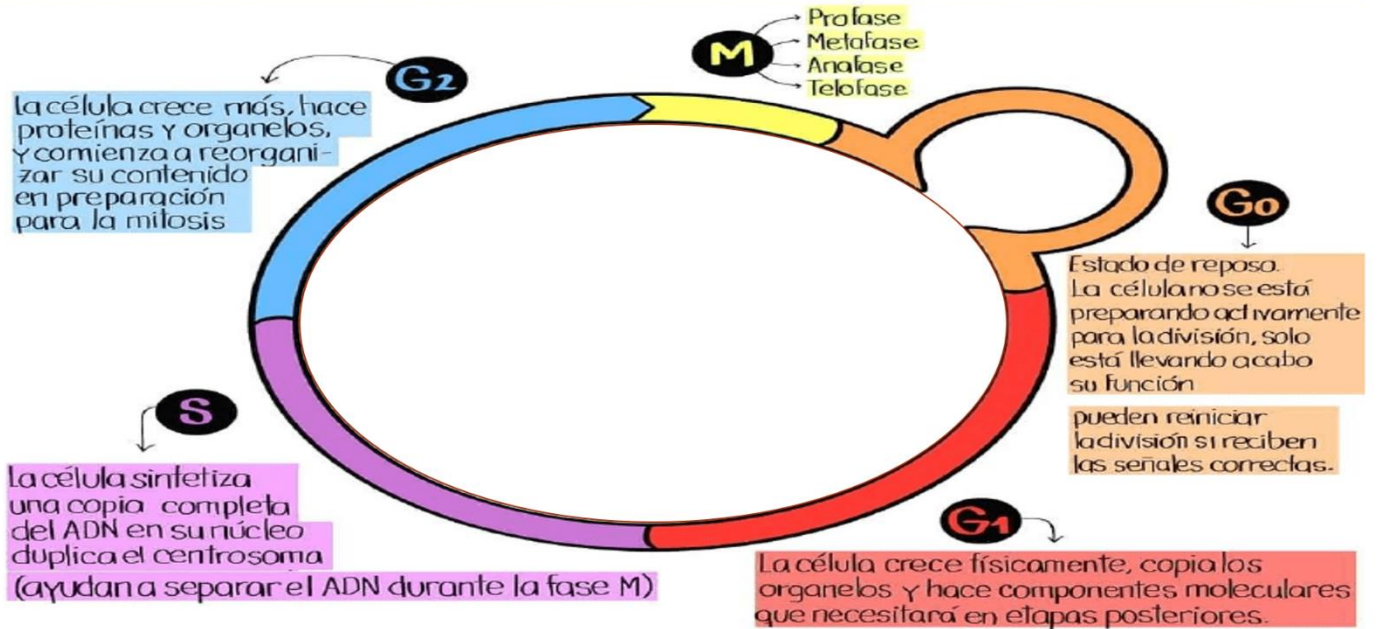 M
Profase
Metafase
Anafase
Telofase
G2
la célula crece más, hace
proteínas y organelos,
y comienza a reorgani-
zar su contenido
en preparación
para la mitosis
G0
Estado de reposo.
La célula no se está
preparando activamente
para la división, solo
está llevando a cabo
su función
pueden reiniciar
la división si reciben
las señales correctas.
S
la célula sintetiza
una copia completa
del ADN en su núcleo
duplica el centrosoma
(ayudan a separar el ADN durante la fase M)
G1
La célula crece físicamente, copia los
organelos y hace componentes moleculares
que necesitará en etapas posteriores.